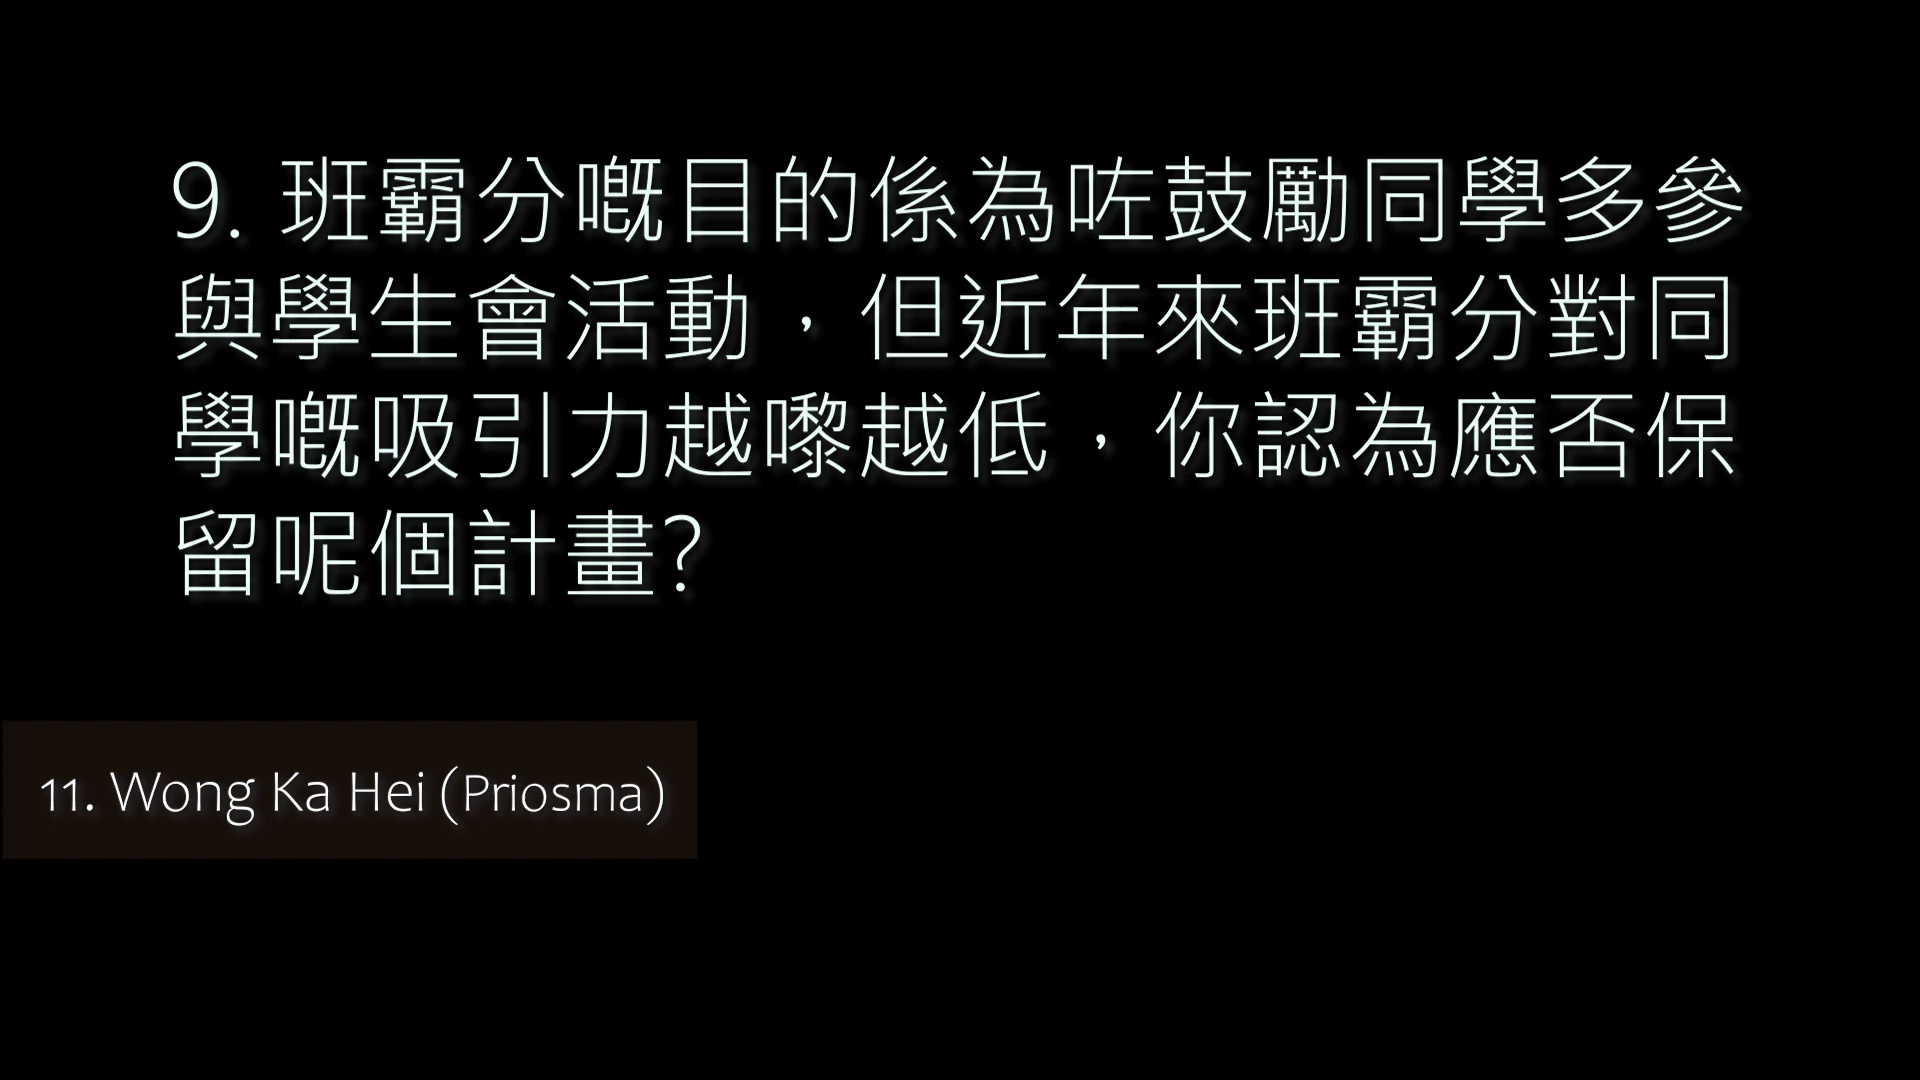 9. 班霸分嘅目的係為咗鼓勵同學多參
與學生會活動，但近年來班霸分對同
學嘅吸引力越嚟越低，你認為應否保
留呢個計畫?
11. Wong Ka Hei (Priosma)